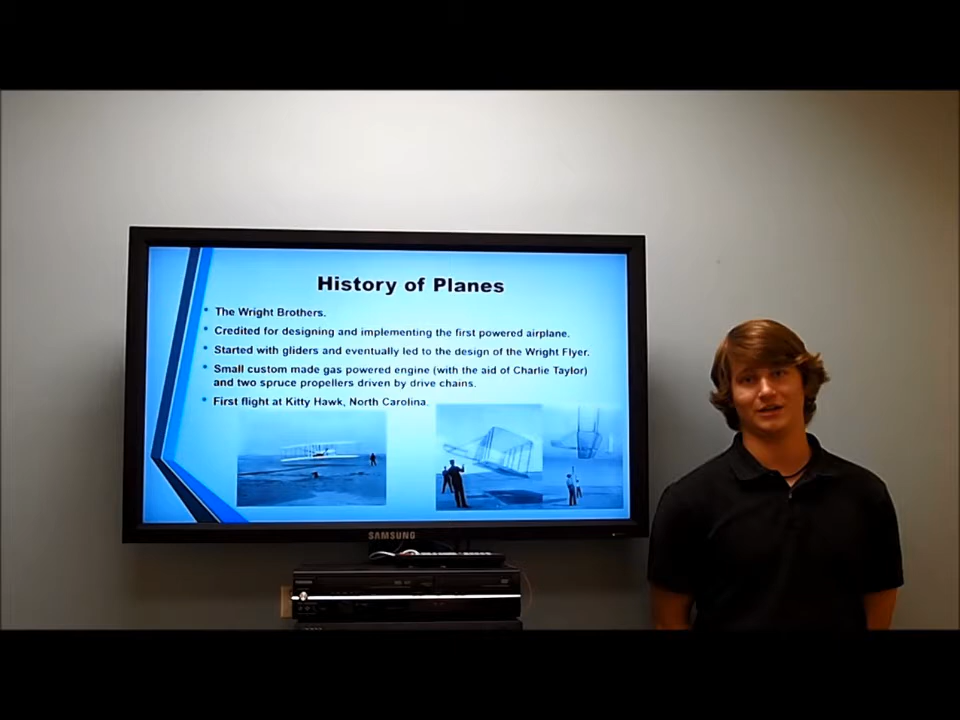 History of Planes
• The Wright Brothers.
• Credited for designing and implementing the first powered airplane.
• Started with gliders and eventually led to the design of the Wright Flyer.
• Small custom made gas powered engine (with the aid of Charlie Taylor)
and two spruce propellers driven by drive chains.
• First flight at Kitty Hawk, North Carolina.
SAMSUNG